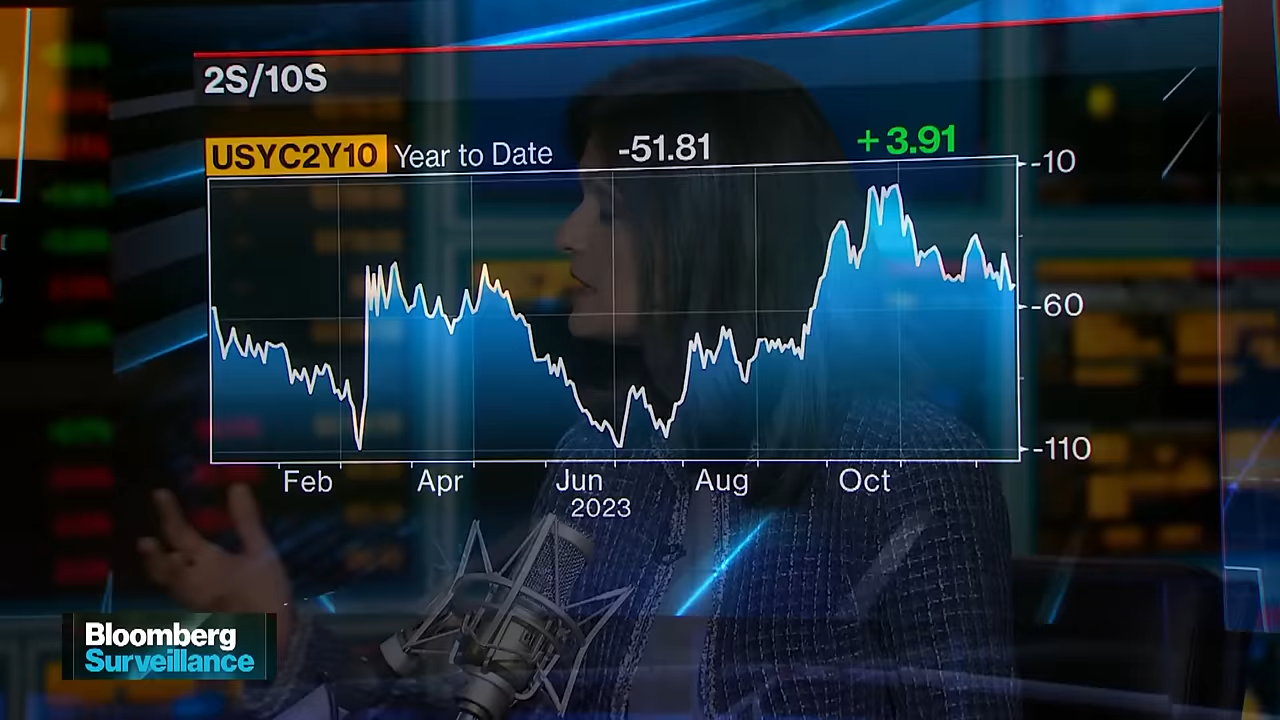 2S/10S
USYC2Y10 Year to Date -51.81 +3.91
-10
-60
-110
Feb Apr Jun Aug Oct
2023
Bloomberg
Surveillance